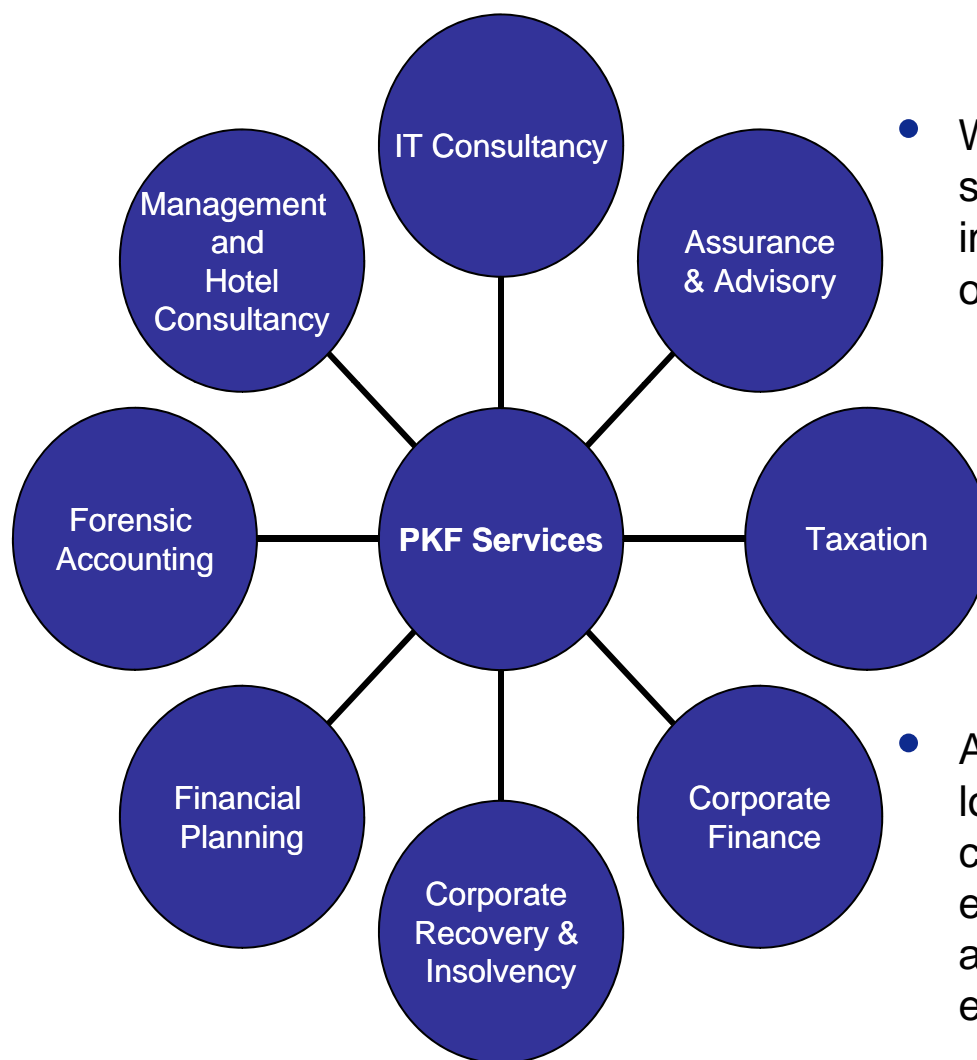 IT Consultancy
Management
and
Hotel
Consultancy
Assurance
& Advisory
Forensic
Accounting
PKF Services
Taxation
Financial
Planning
Corporate
Recovery &
Insolvency
Corporate
Finance